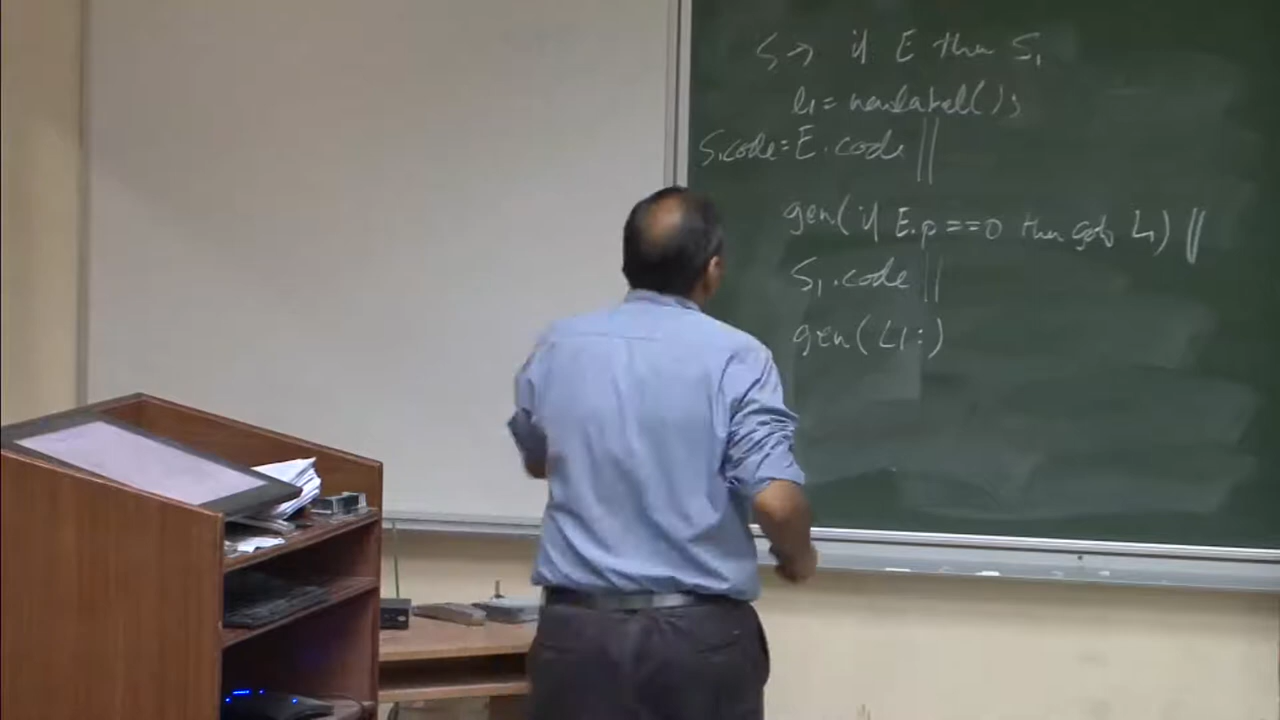 S → if E then S₁
l₁ = newlabel();
S.code = E.code ||
gen( if E.p == 0 then goto L₁) ||
S₁.code ||
gen( L1: )